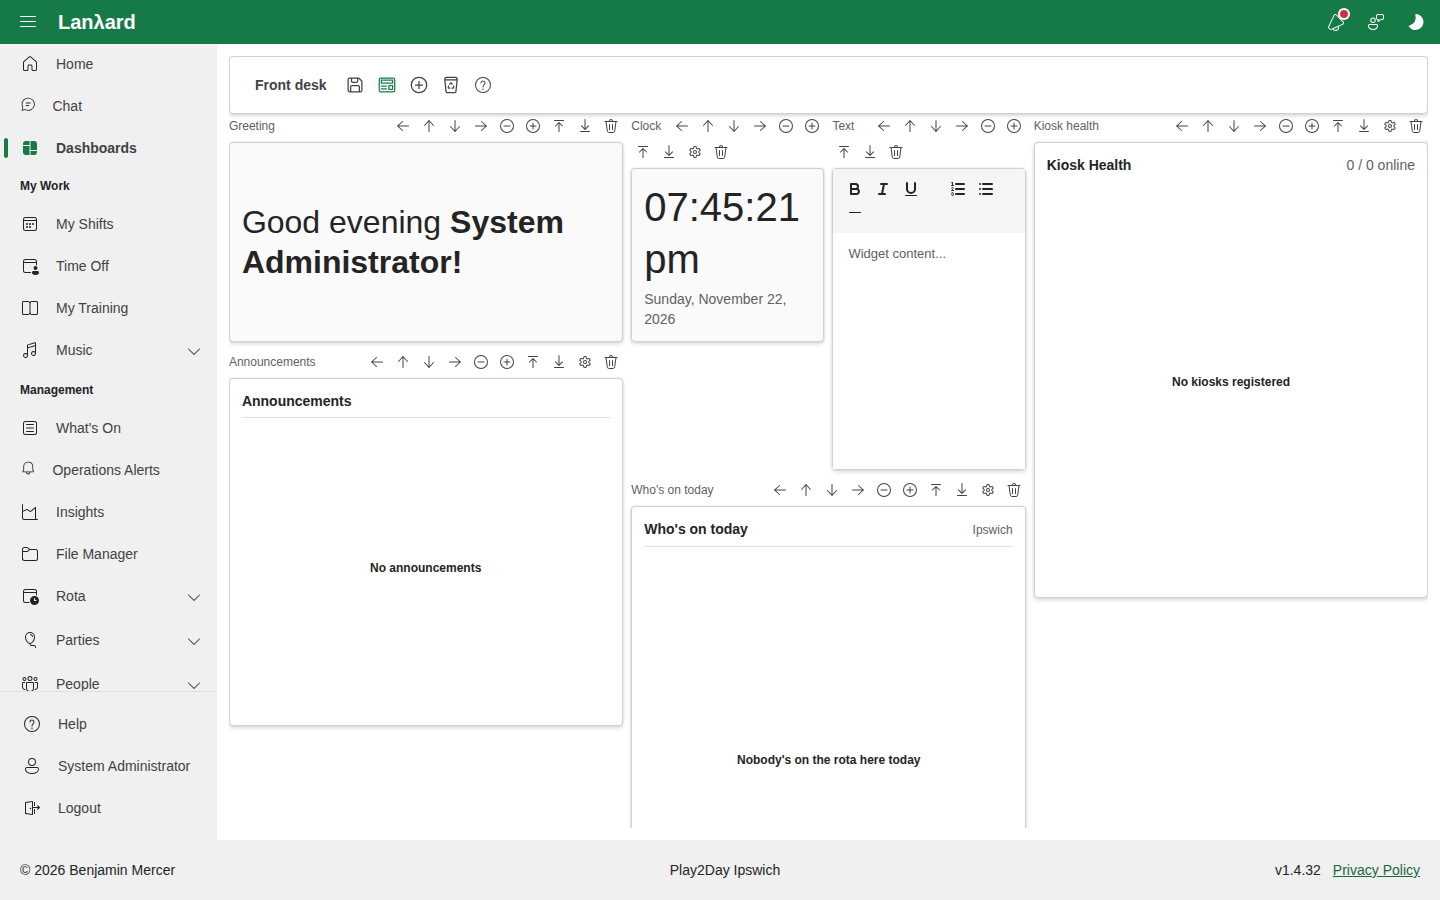 Lanλard
Home
Chat
Dashboards
My Work
My Shifts
Time Off
My Training
Music
Management
What's On
Operations Alerts
Insights
File Manager
Rota
Parties
People
Help
System Administrator
Logout
Front desk
Greeting
Good evening System
Administrator!
Clock
07:45:21
pm
Sunday, November 22,
2026
Text
Widget content...
Kiosk health
Kiosk Health
0 / 0 online
No kiosks registered
Announcements
Announcements
No announcements
Who's on today
Who's on today
Ipswich
Nobody's on the rota here today
© 2026 Benjamin Mercer
Play2Day Ipswich
v1.4.32
Privacy Policy